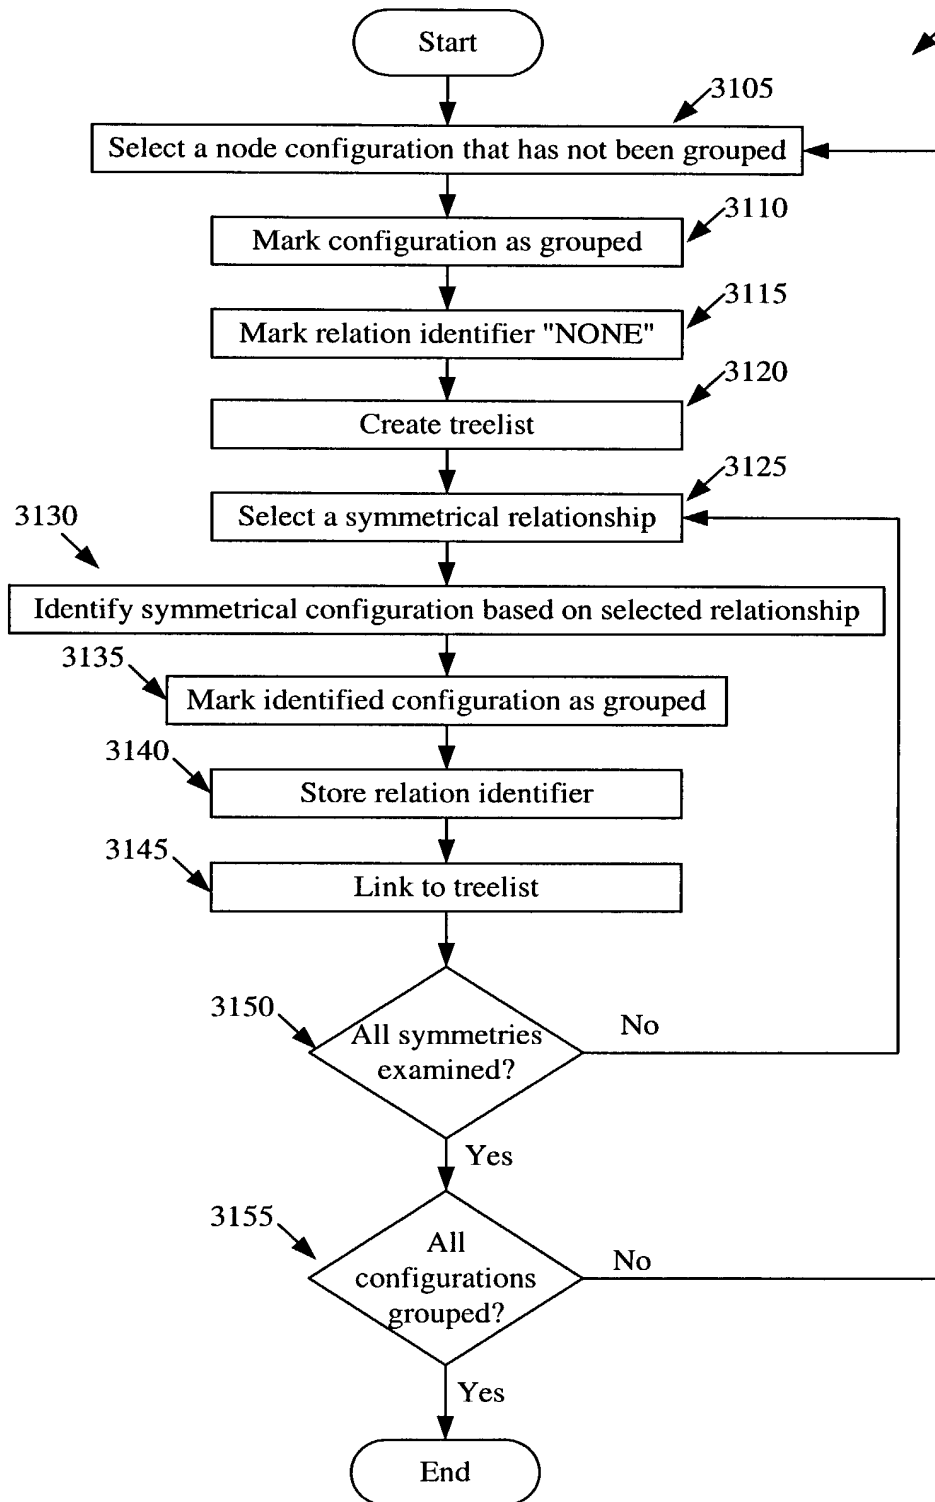 Start
3105
Select a node configuration that has not been grouped
3110
Mark configuration as grouped
3115
Mark relation identifier "NONE"
3120
Create treelist
3125
Select a symmetrical relationship
3130
Identify symmetrical configuration based on selected relationship
3135
Mark identified configuration as grouped
3140
Store relation identifier
3145
Link to treelist
3150
All symmetries
examined?
No
Yes
3155
All
configurations
grouped?
No
Yes
End